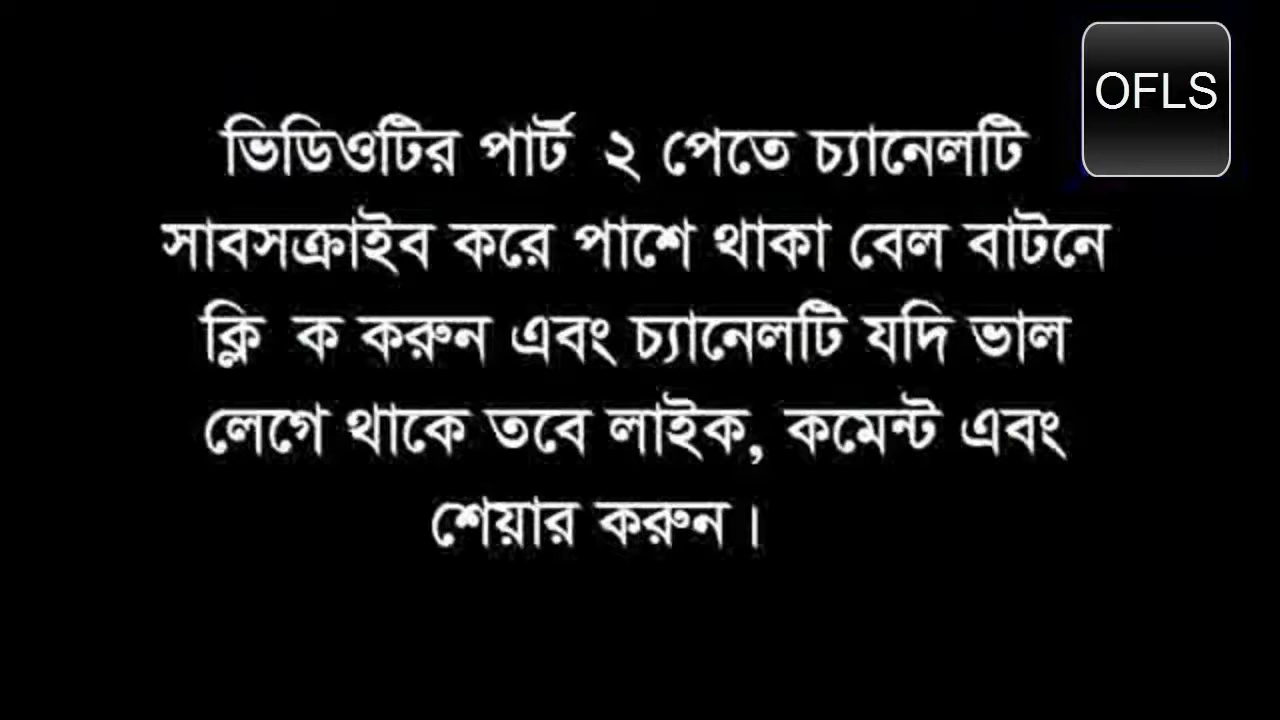 OFLS
ভিডিওটির পার্ট ২ পেতে চ্যানেলটি
সাবসক্রাইব করে পাশে থাকা বেল বাটনে
ক্লি ক করুন এবং চ্যানেলটি যদি ভাল
লেগে থাকে তবে লাইক, কমেন্ট এবং
শেয়ার করুন।